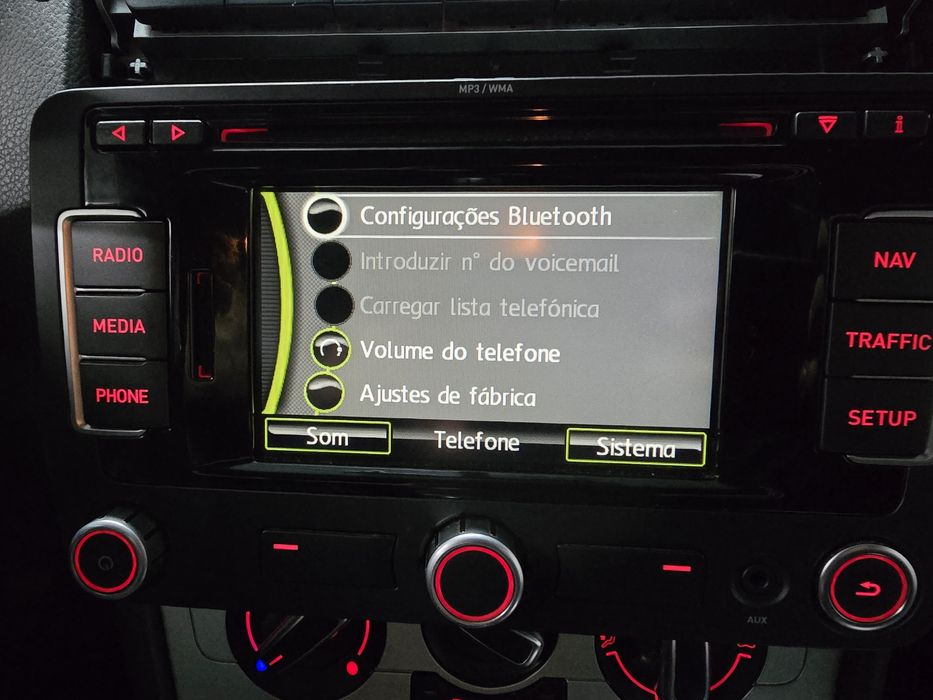 MP3 / WMA
RADIO
MEDIA
PHONE
Configurações Bluetooth
Introduzir n° do voicemail
Carregar lista telefónica
Volume do telefone
Ajustes de fábrica
Som Telefone Sistema
NAV
TRAFFIC
SETUP
AUX